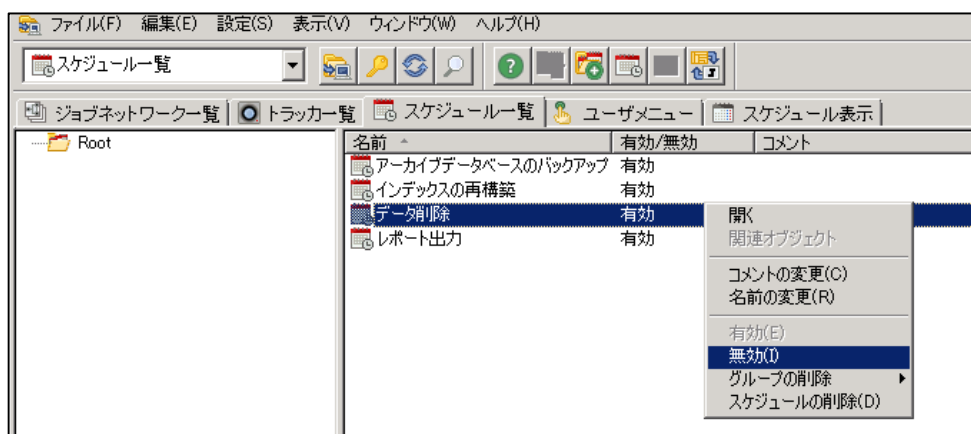 ファイル(F) 編集(E) 設定(S) 表示(V) ウィンドウ(W) ヘルプ(H)
スケジュール一覧
ジョブネットワーク一覧 トラッカ一覧 スケジュール一覧 ユーザメニュー スケジュール表示
Root
名前 有効/無効 コメント
アーカイブデータベースのバックアップ 有効
インデックスの再構築 有効
データ削除 有効
レポート出力 有効
開く
関連オブジェクト
コメントの変更(C)
名前の変更(R)
有効(E)
無効(I)
グループの削除
スケジュールの削除(D)